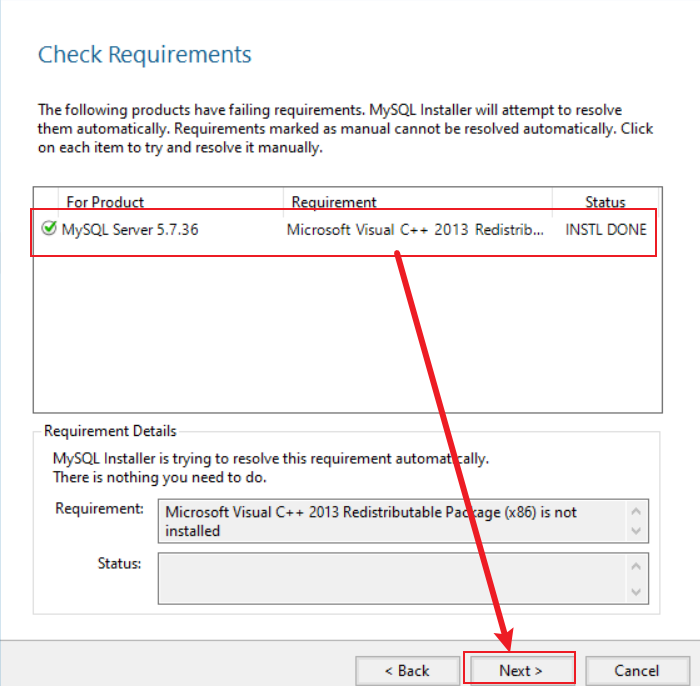 Check Requirements
The following products have failing requirements. MySQL Installer will attempt to resolve
them automatically. Requirements marked as manual cannot be resolved automatically. Click
on each item to try and resolve it manually.
For Product Requirement Status
MySQL Server 5.7.36 Microsoft Visual C++ 2013 Redistrib... INSTL DONE
Requirement Details
MySQL Installer is trying to resolve this requirement automatically.
There is nothing you need to do.
Requirement: Microsoft Visual C++ 2013 Redistributable Package (x86) is not
installed
Status:
< Back Next > Cancel